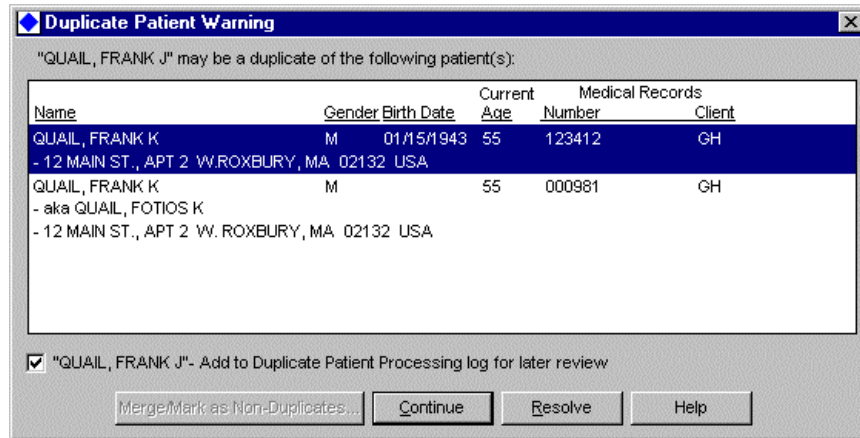 Duplicate Patient Warning
"QUAIL, FRANK J" may be a duplicate of the following patient(s):
Current Medical Records
Name Gender Birth Date Age Number Client
QUAIL, FRANK K M 01/15/1943 55 123412 GH
- 12 MAIN ST., APT 2 W.ROXBURY, MA 02132 USA
QUAIL, FRANK K M 55 000981 GH
- aka QUAIL, FOTIOS K
- 12 MAIN ST., APT 2 W. ROXBURY, MA 02132 USA
"QUAIL, FRANK J"- Add to Duplicate Patient Processing log for later review
Merge/Mark as Non-Duplicates... Continue Resolve Help